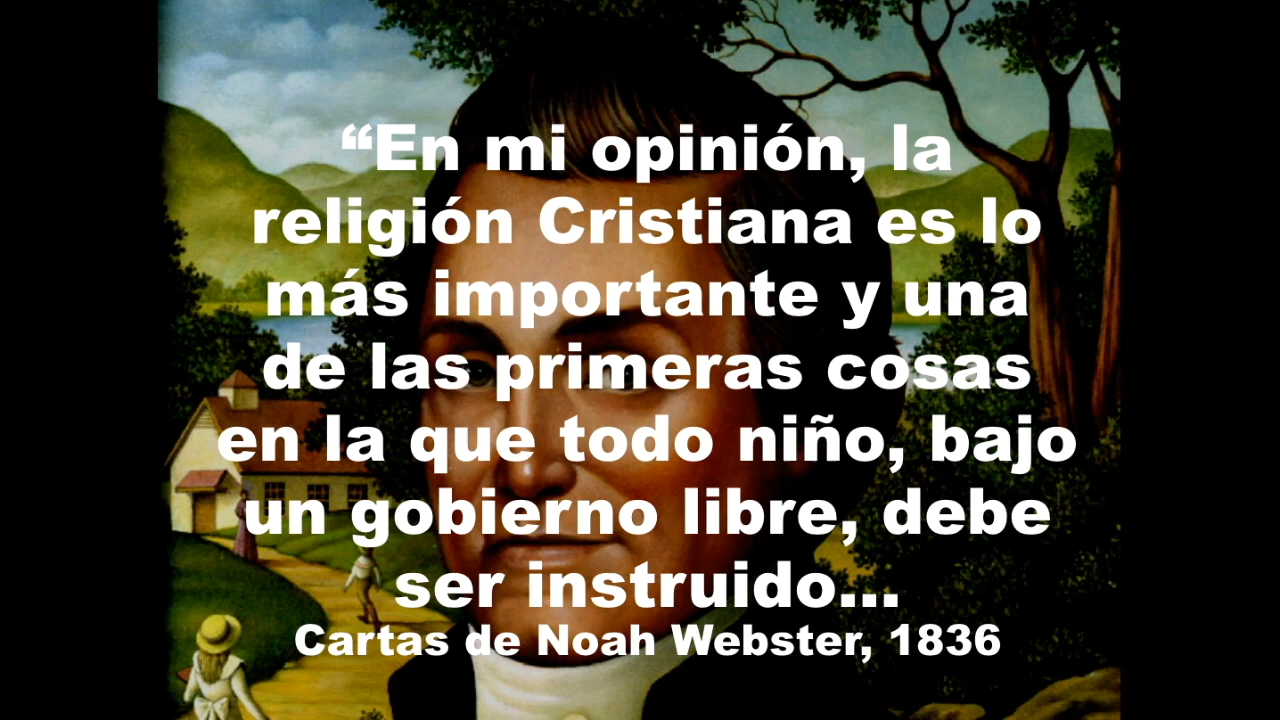 “En mi opinión, la
religión Cristiana es lo
más importante y una
de las primeras cosas
en la que todo niño, bajo
un gobierno libre, debe
ser instruido...
Cartas de Noah Webster, 1836